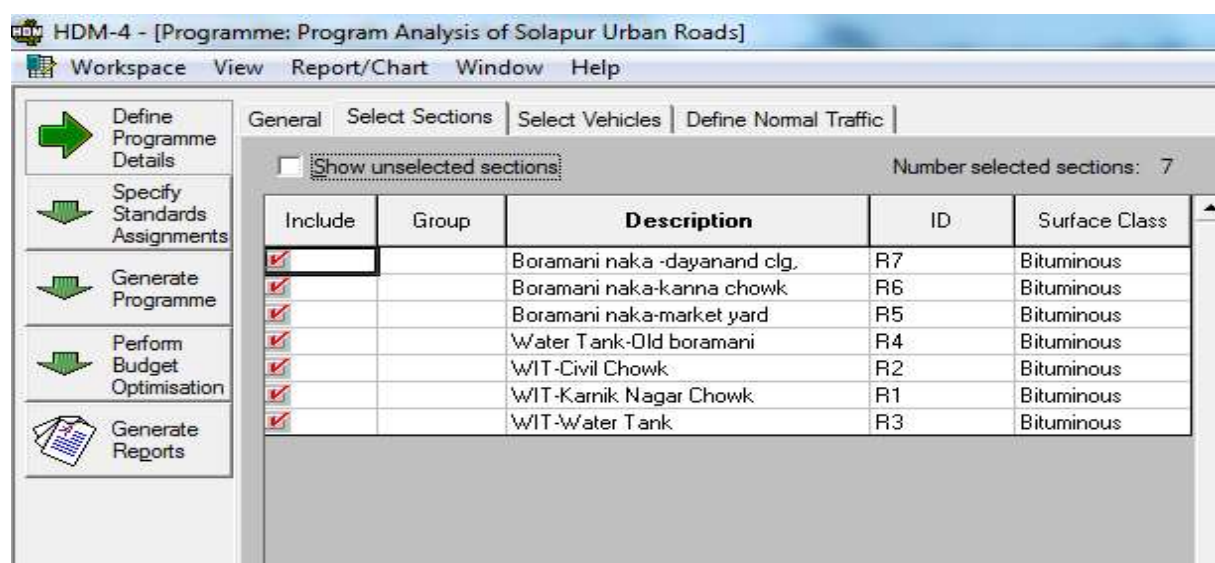 HDM-4 - [Programme: Program Analysis of Solapur Urban Roads]
Workspace View Report/Chart Window Help
Define
Programme
Details
Specify
Standards
Assignments
Generate
Programme
Perform
Budget
Optimisation
Generate
Reports
General Select Sections Select Vehicles Define Normal Traffic
Show unselected sections Number selected sections: 7
Include Group Description ID Surface Class
Boramani naka -dayanand clg, R7 Bituminous
Boramani naka-kanna chowk R6 Bituminous
Boramani naka-market yard R5 Bituminous
Water Tank-Old boramani R4 Bituminous
WIT-Civil Chowk R2 Bituminous
WIT-Karnik Nagar Chowk R1 Bituminous
WIT-Water Tank R3 Bituminous